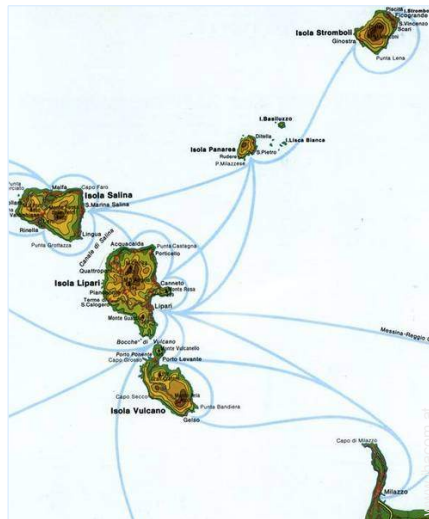 Piscità
I.Strombo
Ficogrande
S.Vincenzo
Scari
Isola Stromboli
Ginostra
Punta Lena
I.Basiluzzo
Ditella
I.Lisca Bianca
Isola Panarea
S.Pietro
Rudere
P.Milazzese
Malfa
Capo Faro
Isola Salina
S.Marina Salina
Rinella
Lingua
Punta Grottazza
Canale di Salina
Acquacalda
Punta Castagna
Porticello
Quattropani
Isola Lipari
Canneto
Monte Rosa
Terme di
S.Calogero
Lipari
Monte Guardia
Messina-Reggio C
Bocche di Vulcano
Monte Vulcanello
Porto Ponente
Capo Grosso
Porto Levante
Capo Secco
Punta Bandiera
Isola Vulcano
Gelso
Capo di Milazzo
Milazzo